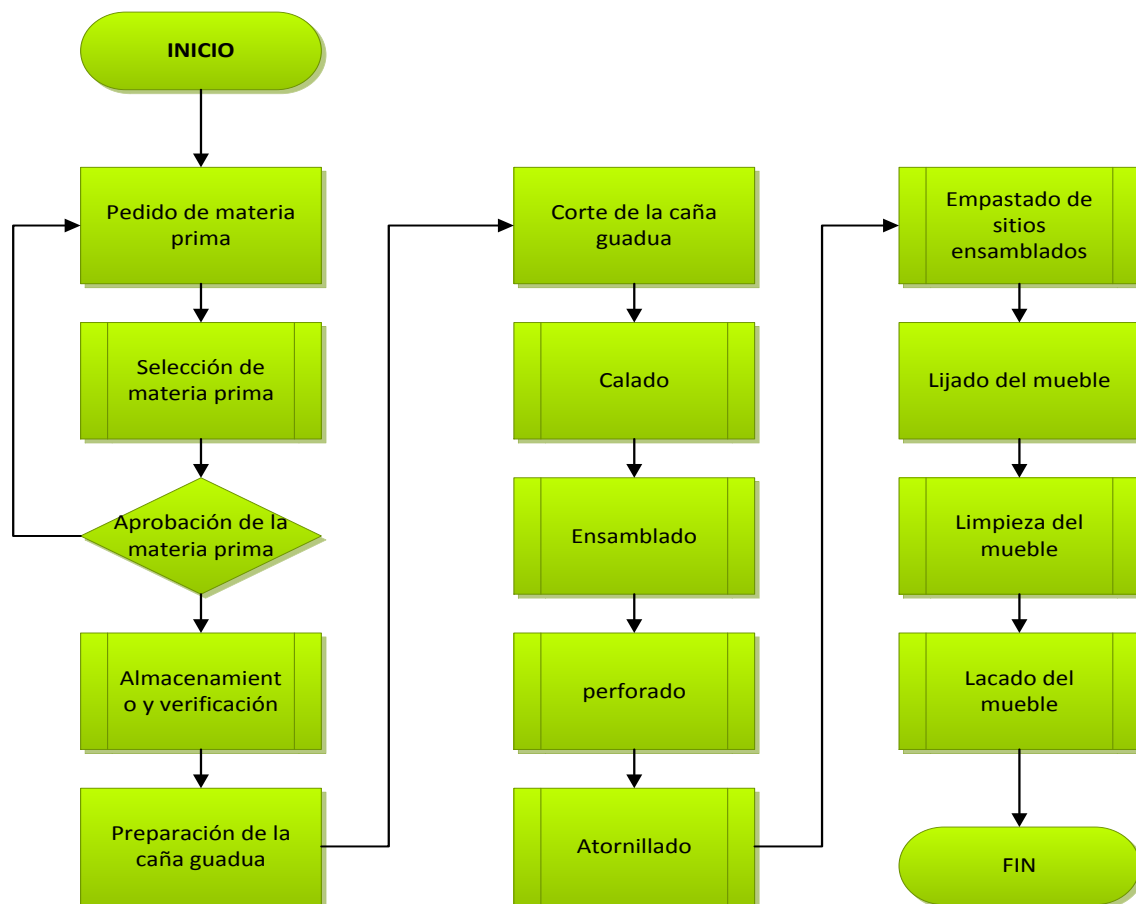 INICIO
Pedido de materia
prima
Selección de
materia prima
Aprobación de la
materia prima
Almacenamient
o y verificación
Preparación de la
caña guadua
Corte de la caña
guadua
Calado
Ensamblado
perforado
Atornillado
Empastado de
sitios
ensamblados
Lijado del mueble
Limpieza del
mueble
Lacado del
mueble
FIN